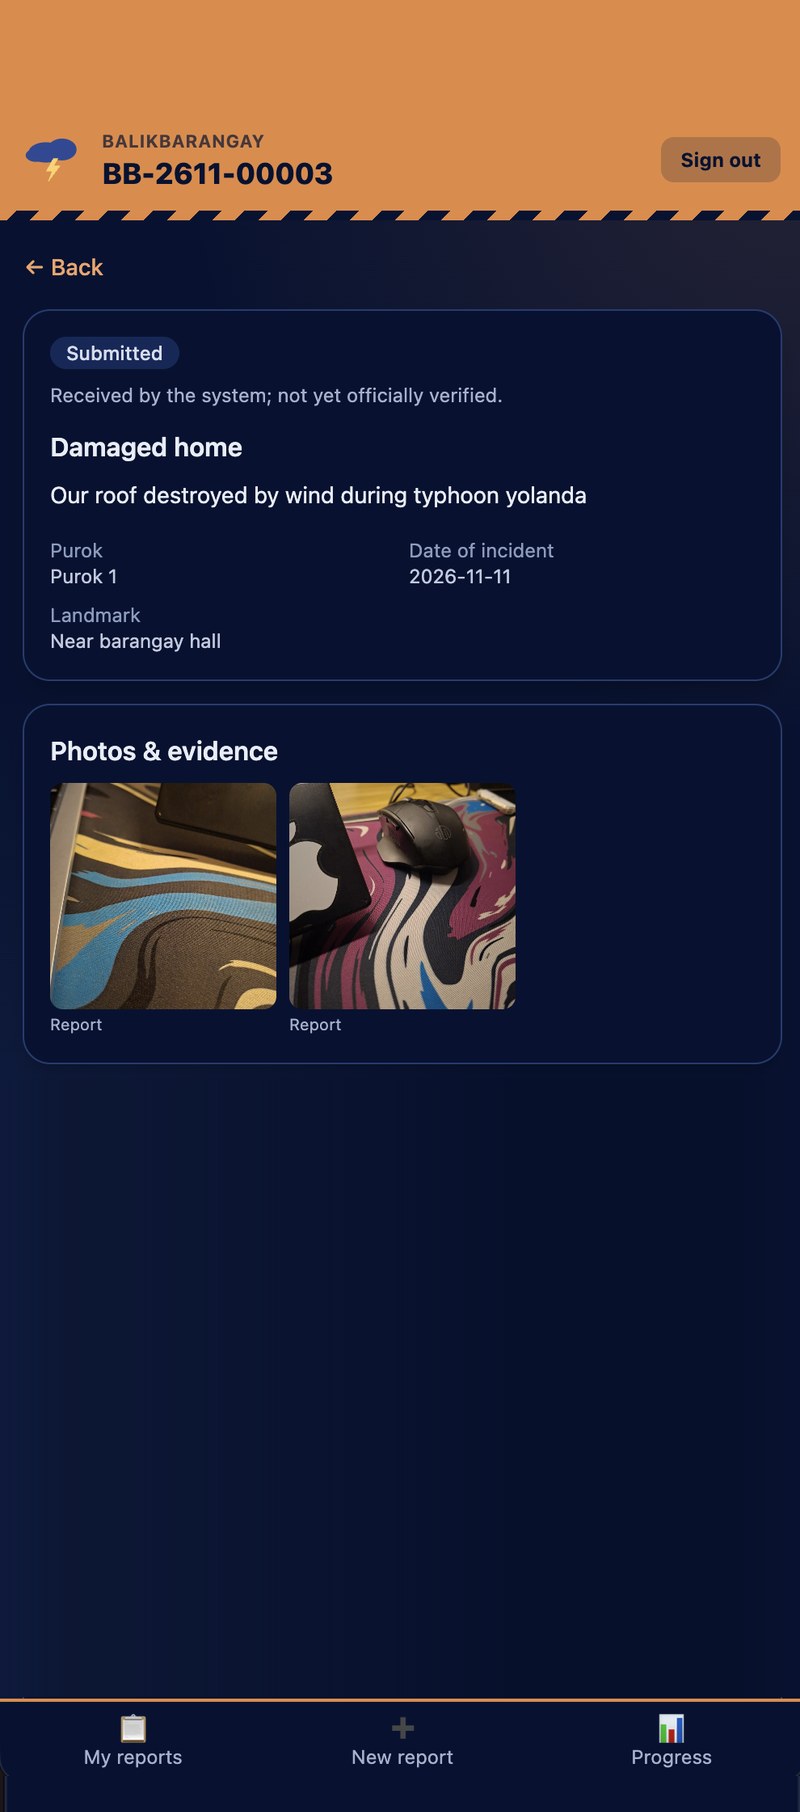 BALIKBARANGAY
BB-2611-00003
Sign out
← Back
Submitted
Received by the system; not yet officially verified.
Damaged home
Our roof destroyed by wind during typhoon yolanda
Purok
Purok 1
Date of incident
2026-11-11
Landmark
Near barangay hall
Photos & evidence
Report
Report
My reports
New report
Progress